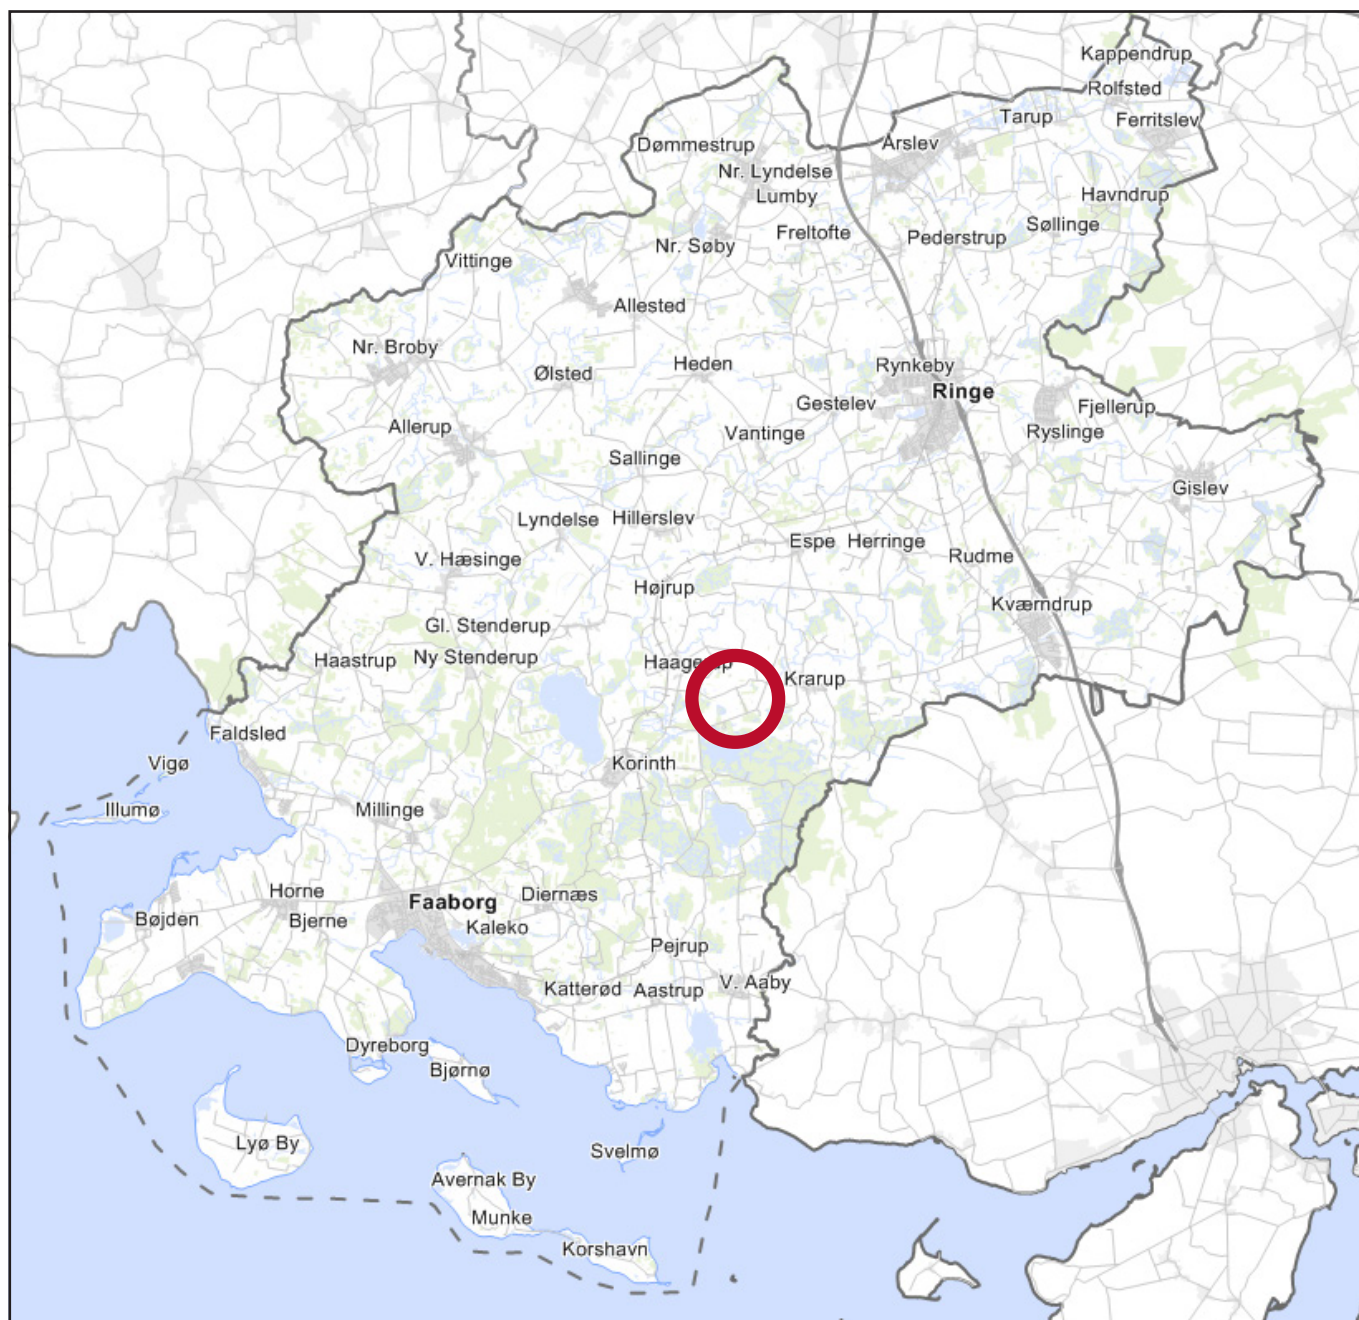 Kappendrup
Rolfsted
Tarup
Ferritslev
Dømmestrup
Årslev
Nr. Lyndelse
Lumby
Havndrup
Søllinge
Freltofte
Pederstrup
Nr. Søby
Vittinge
Allested
Nr. Broby
Heden
Rynkeby
Ølsted
Ringe
Gestelev
Fjellerup
Allerup
Vantinge
Ryslinge
Sallinge
Gislev
Lyndelse
Hillerslev
Espe
Herringe
Rudme
V. Hæsinge
Højrup
Kværndrup
Gl. Stenderup
Haastrup
Ny Stenderup
Haagerup
Krarup
Faldsled
Vigø
Korinth
Illumø
Millinge
Horne
Diernæs
Faaborg
Bøjden
Bjerne
Kaleko
Pejrup
V. Aaby
Katterød
Aastrup
Dyreborg
Bjørnø
Lyø By
Svelmø
Avernak By
Munke
Korshavn